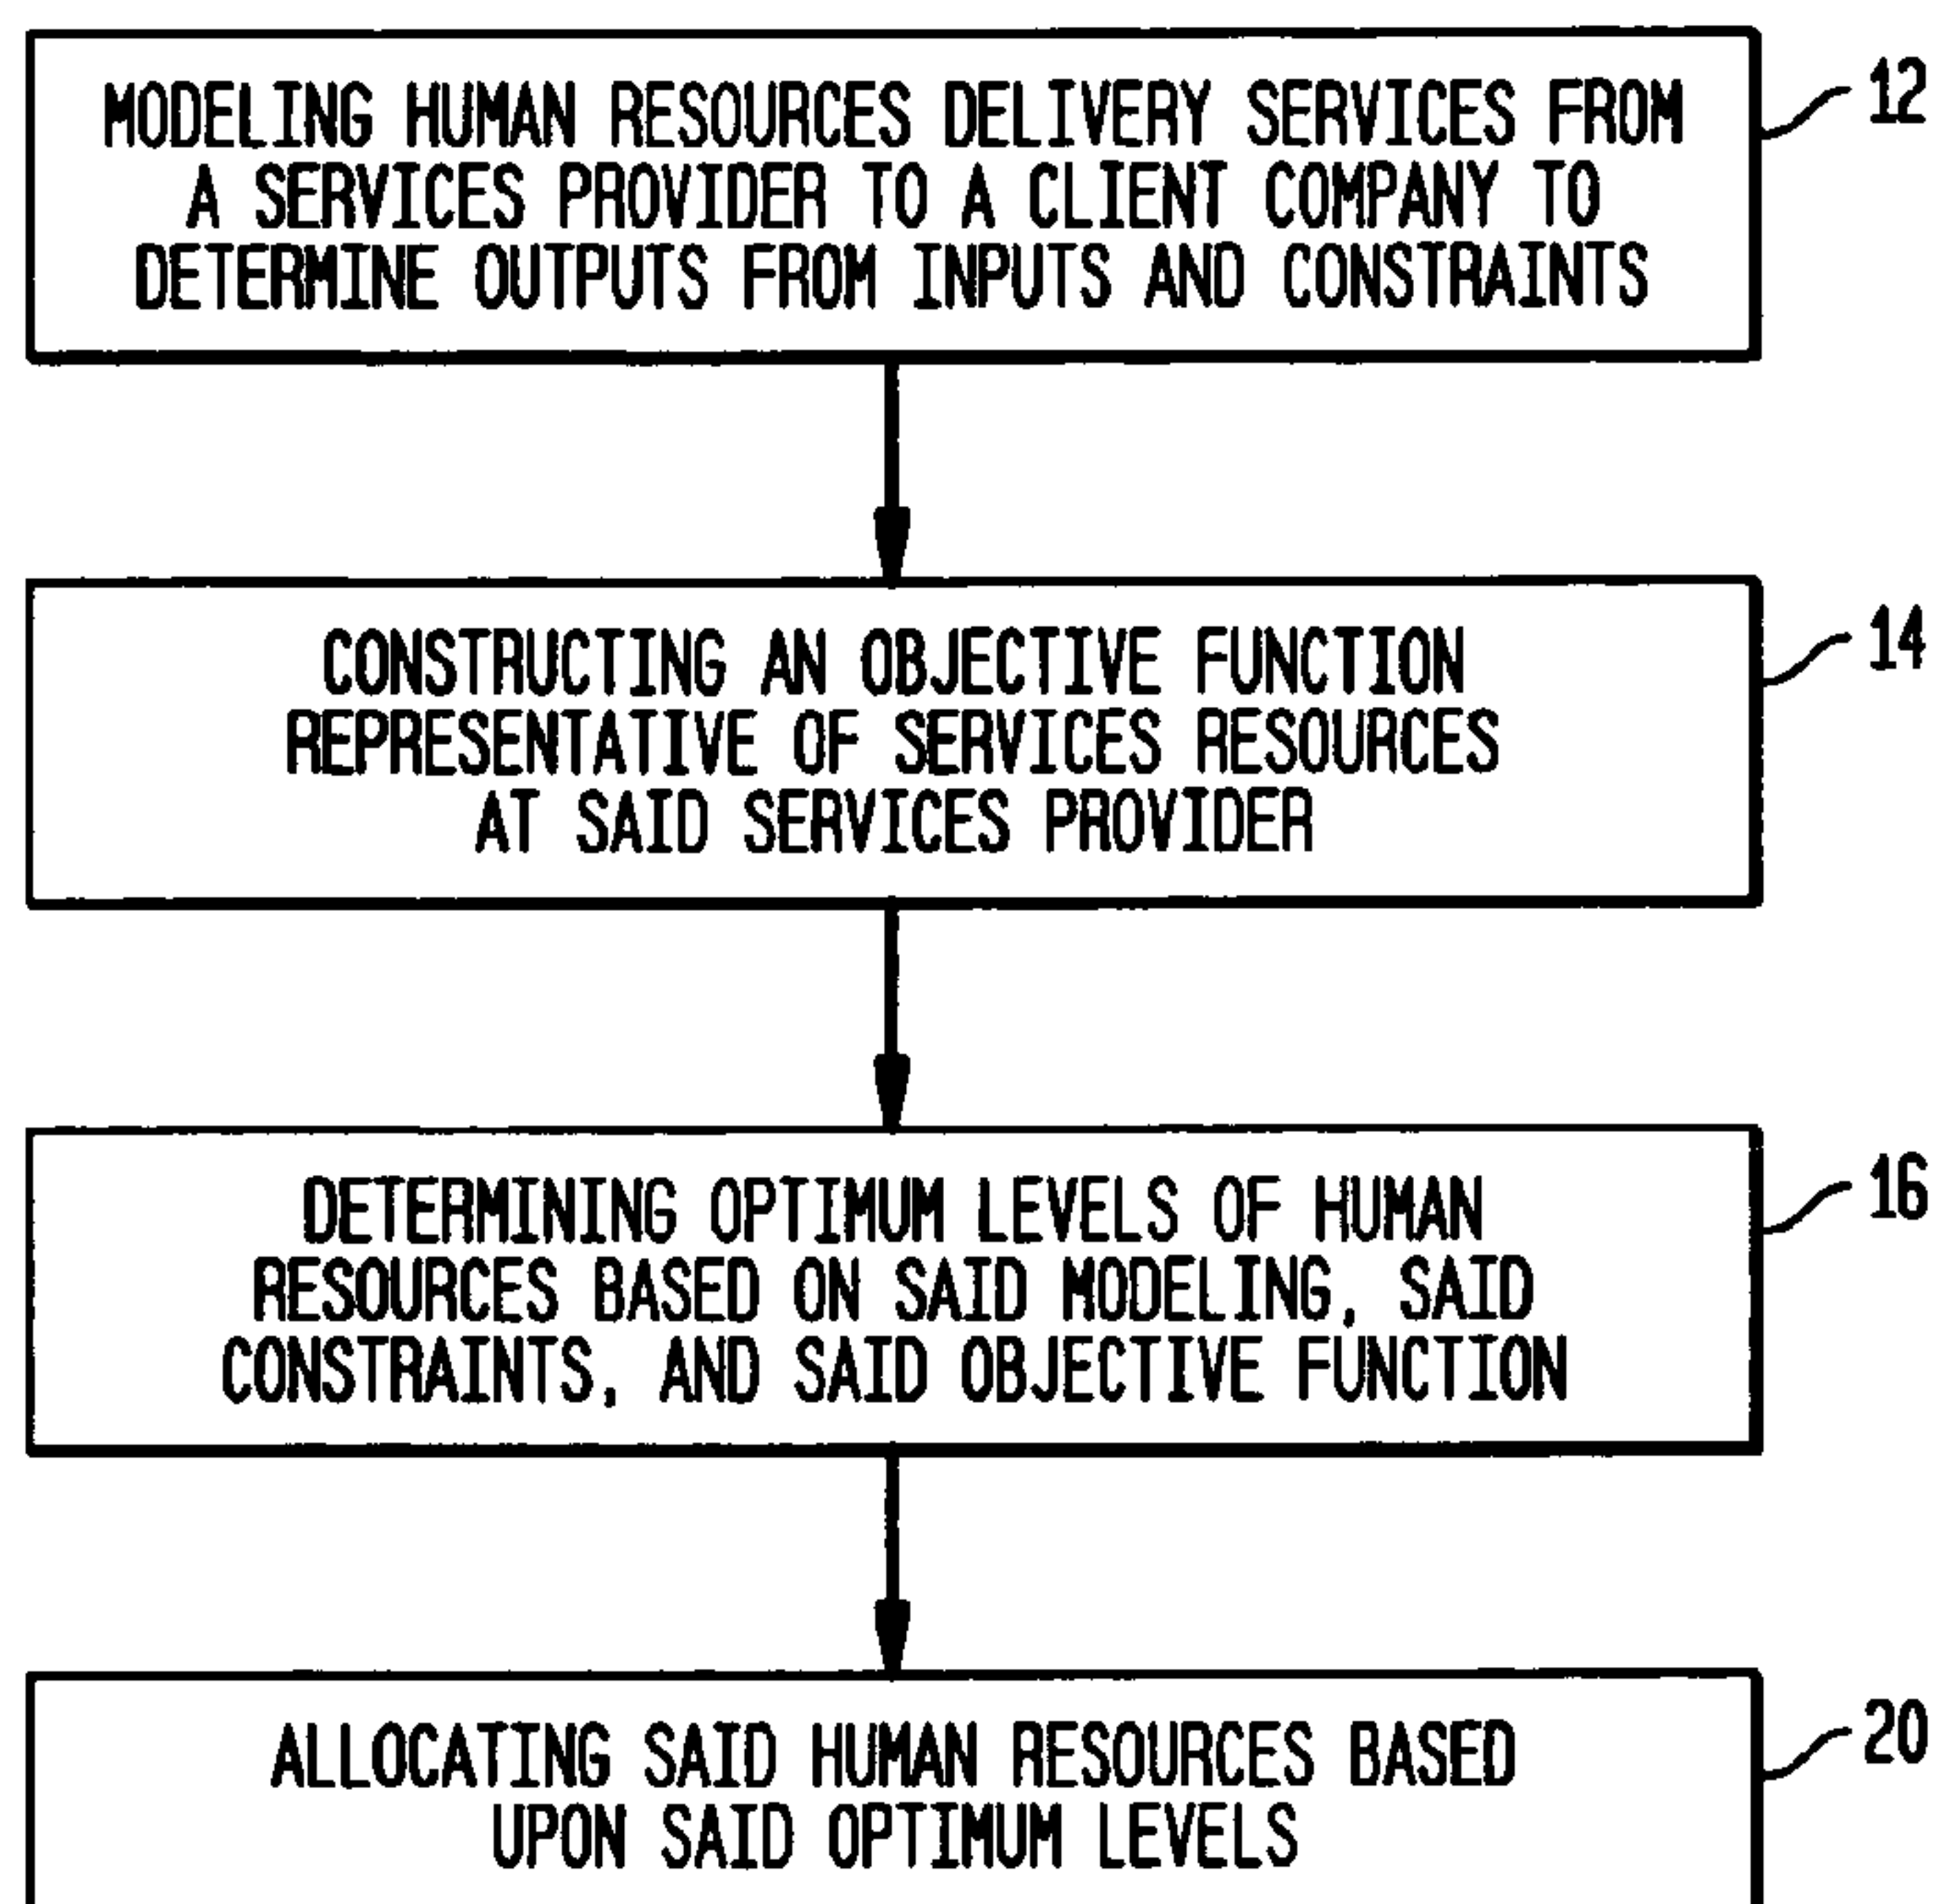 MODELING HUMAN RESOURCES DELIVERY SERVICES FROM
A SERVICES PROVIDER TO A CLIENT COMPANY TO
DETERMINE OUTPUTS FROM INPUTS AND CONSTRAINTS
12
CONSTRUCTING AN OBJECTIVE FUNCTION
REPRESENTATIVE OF SERVICES RESOURCES
AT SAID SERVICES PROVIDER
14
DETERMINING OPTIMUM LEVELS OF HUMAN
RESOURCES BASED ON SAID MODELING, SAID
CONSTRAINTS, AND SAID OBJECTIVE FUNCTION
16
ALLOCATING SAID HUMAN RESOURCES BASED
UPON SAID OPTIMUM LEVELS
20